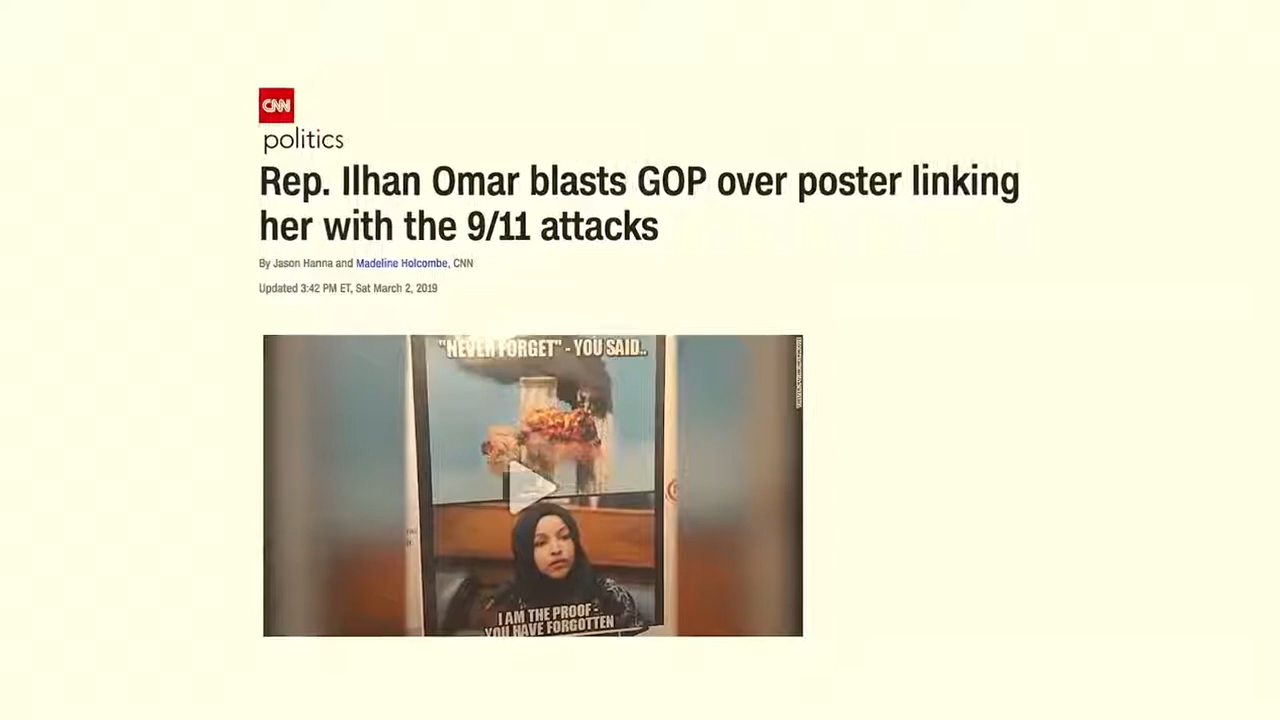 CNN
politics
Rep. Ilhan Omar blasts GOP over poster linking
her with the 9/11 attacks
By Jason Hanna and Madeline Holcombe, CNN
Updated 3:42 PM ET, Sat March 2, 2019
"NEVER FORGET" - YOU SAID..
I AM THE PROOF -
YOU HAVE FORGOTTEN